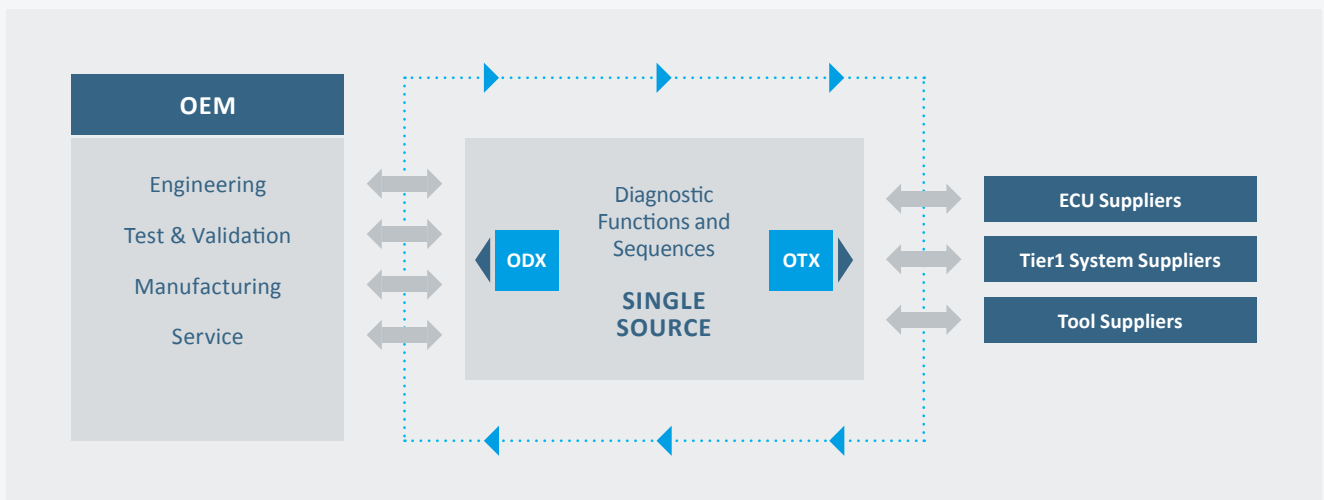 OEM
Engineering
Test & Validation
Manufacturing
Service
Diagnostic
Functions and
Sequences
ODX
OTX
SINGLE
SOURCE
ECU Suppliers
Tier1 System Suppliers
Tool Suppliers